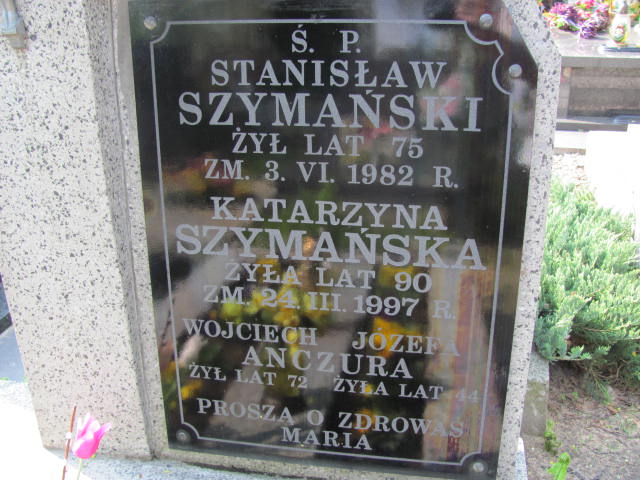 Ś. P.
STANISŁAW
SZYMAŃSKI
ŻYŁ LAT 75
ZM. 3. VI. 1982 R.
KATARZYNA
SZYMAŃSKA
ŻYŁA LAT 90
ZM. 24. III. 1997 R.
WOJCIECH JÓZEFA
ANCZURA
ŻYŁ LAT 72 ŻYŁA LAT 44
PROSZĄ O ZDROWAŚ
MARIA